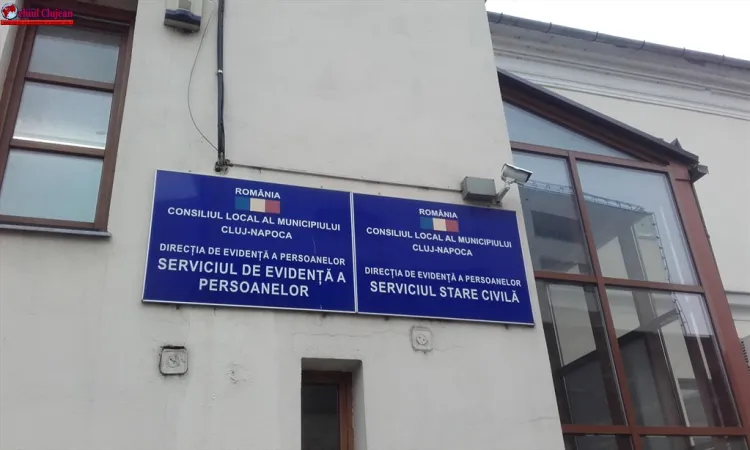 Ochiul Clujean
ROMÂNIA
CONSILIUL LOCAL AL MUNICIPIULUI
CLUJ-NAPOCA
DIRECȚIA DE EVIDENȚĂ A PERSOANELOR
SERVICIUL DE EVIDENȚĂ A
PERSOANELOR
ROMÂNIA
CONSILIUL LOCAL AL MUNICIPIULUI
CLUJ-NAPOCA
DIRECȚIA DE EVIDENȚĂ A PERSOANELOR
SERVICIUL STARE CIVILĂ